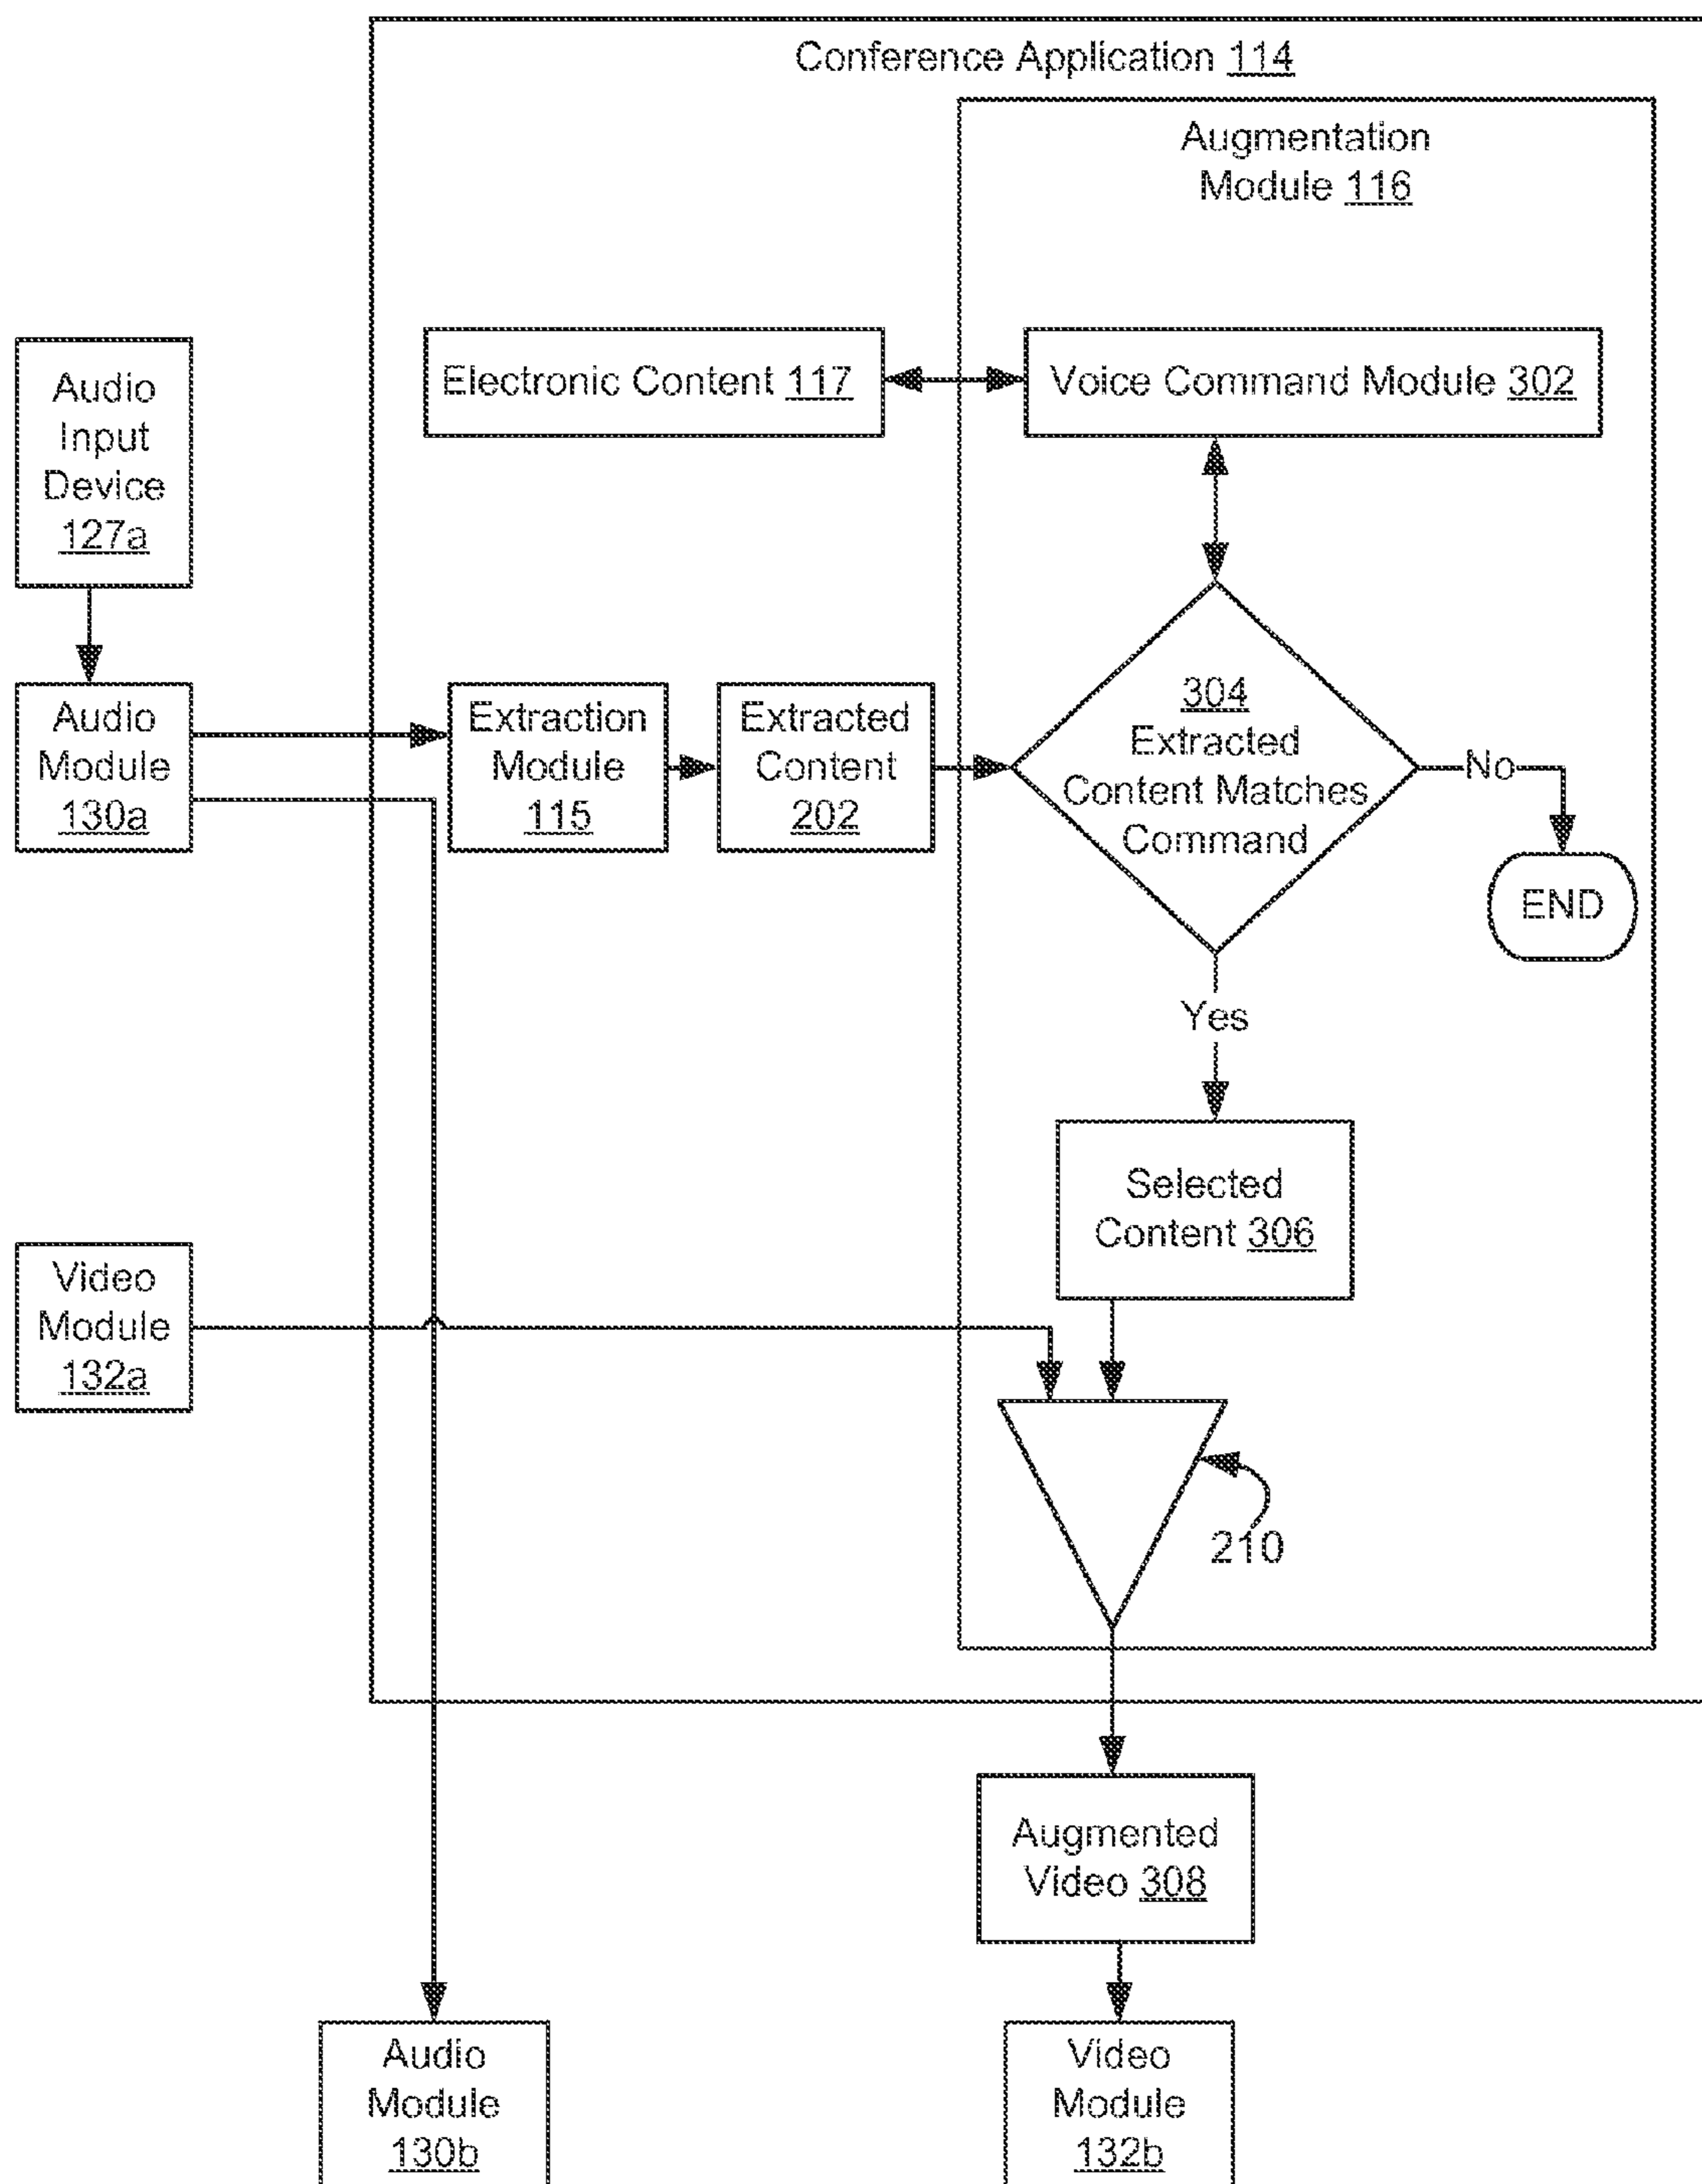 Conference Application 114
Augmentation
Module 116
Electronic Content 117
Voice Command Module 302
Audio
Input
Device
127a
Audio
Module
130a
Extraction
Module
115
Extracted
Content
202
304
Extracted
Content Matches
Command
No
END
Yes
Selected
Content 306
Video
Module
132a
210
Augmented
Video 308
Audio
Module
130b
Video
Module
132b